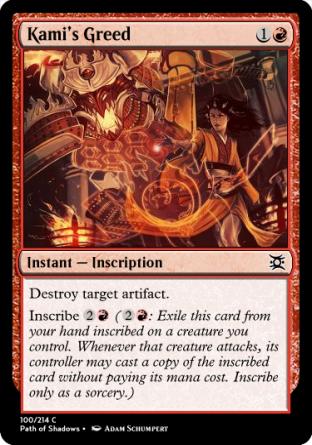 Kami's Greed 1
Instant — Inscription
Destroy target artifact.
Inscribe 2 ( 2 : Exile this card from
your hand inscribed on a creature you
control. Whenever that creature attacks, its
controller may cast a copy of the inscribed
card without paying its mana cost. Inscribe
only as a sorcery.)
100/214 C
Path of Shadows • Adam Schumpert